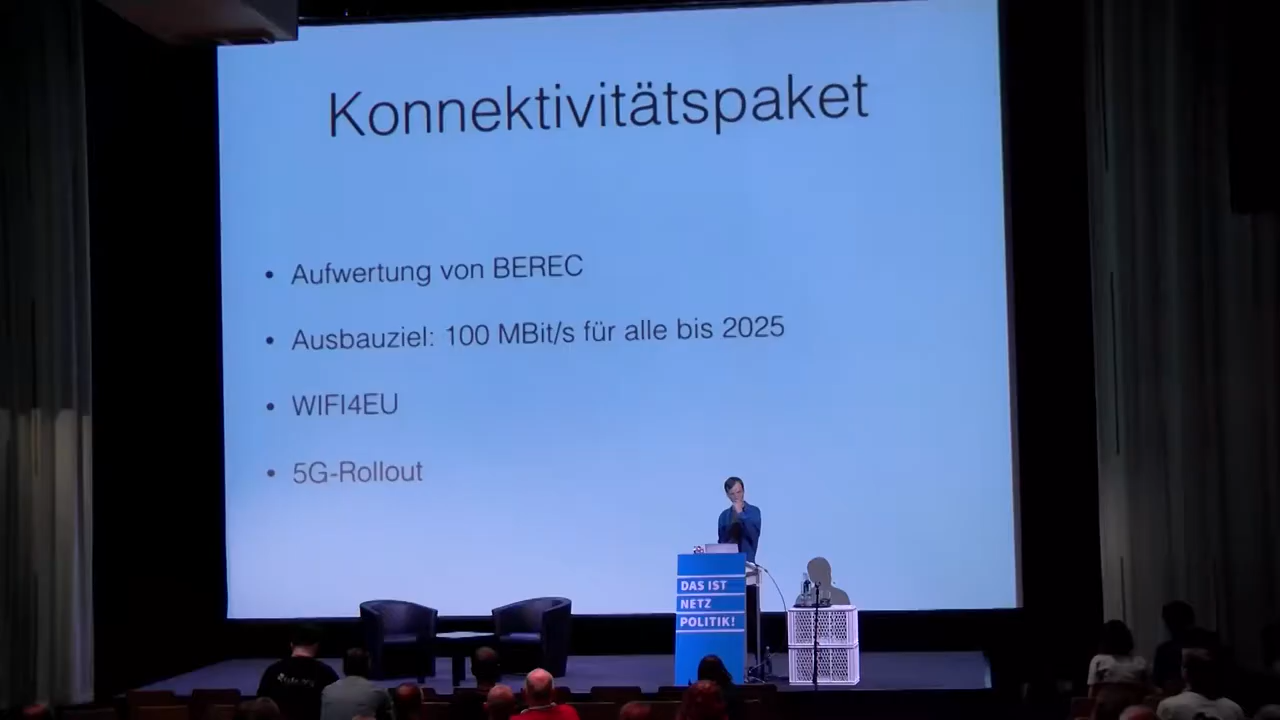 Konnektivitätspaket
• Aufwertung von BEREC
• Ausbauziel: 100 MBit/s für alle bis 2025
• WIFI4EU
• 5G-Rollout
DAS IST
NETZ
POLITIK!